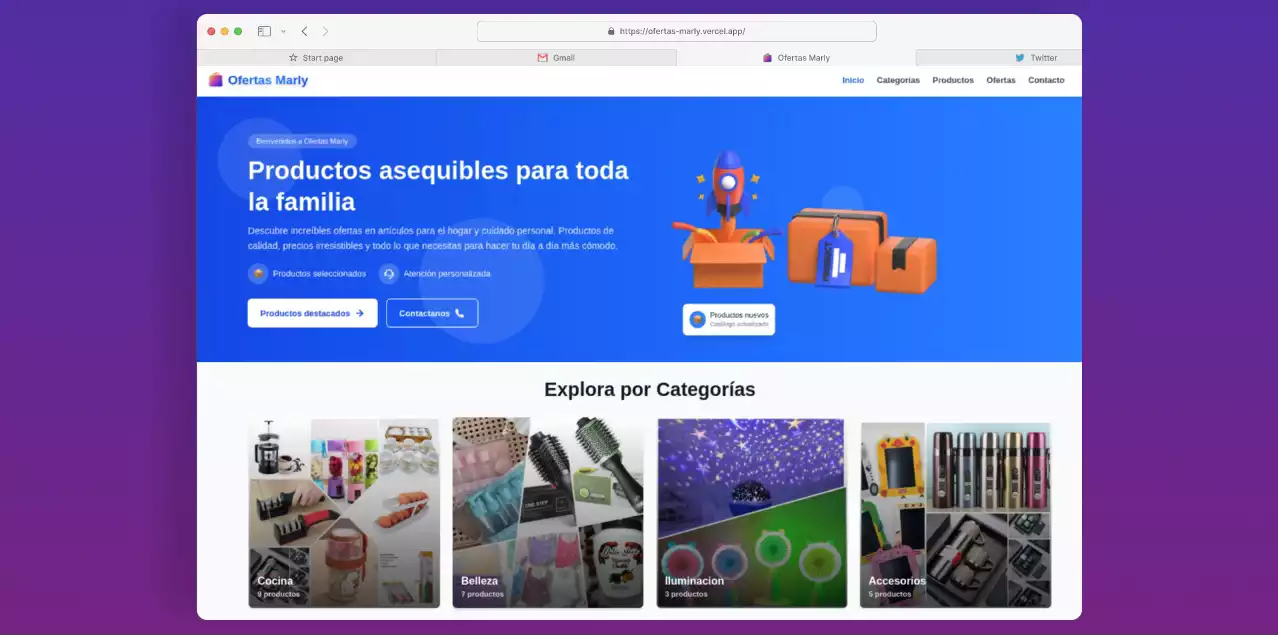 https://ofertas-marly.vercel.app/
Start page
Gmail
Ofertas Marly
Twitter
Ofertas Marly
Inicio
Categorías
Productos
Ofertas
Contacto
Bienvenidos a Ofertas Marly
Productos asequibles para toda
la familia
Descubre increíbles ofertas en artículos para el hogar y cuidado personal. Productos de
calidad, precios irresistibles y todo lo que necesitas para hacer tu día a día más cómodo.
Productos seleccionados
Atención personalizada
Productos destacados
Contactanos
Productos nuevos
Catálogo actualizado
Explora por Categorías
ONE STEP
Cocina
9 productos
Belleza
7 productos
Iluminacion
3 productos
Accesorios
5 productos